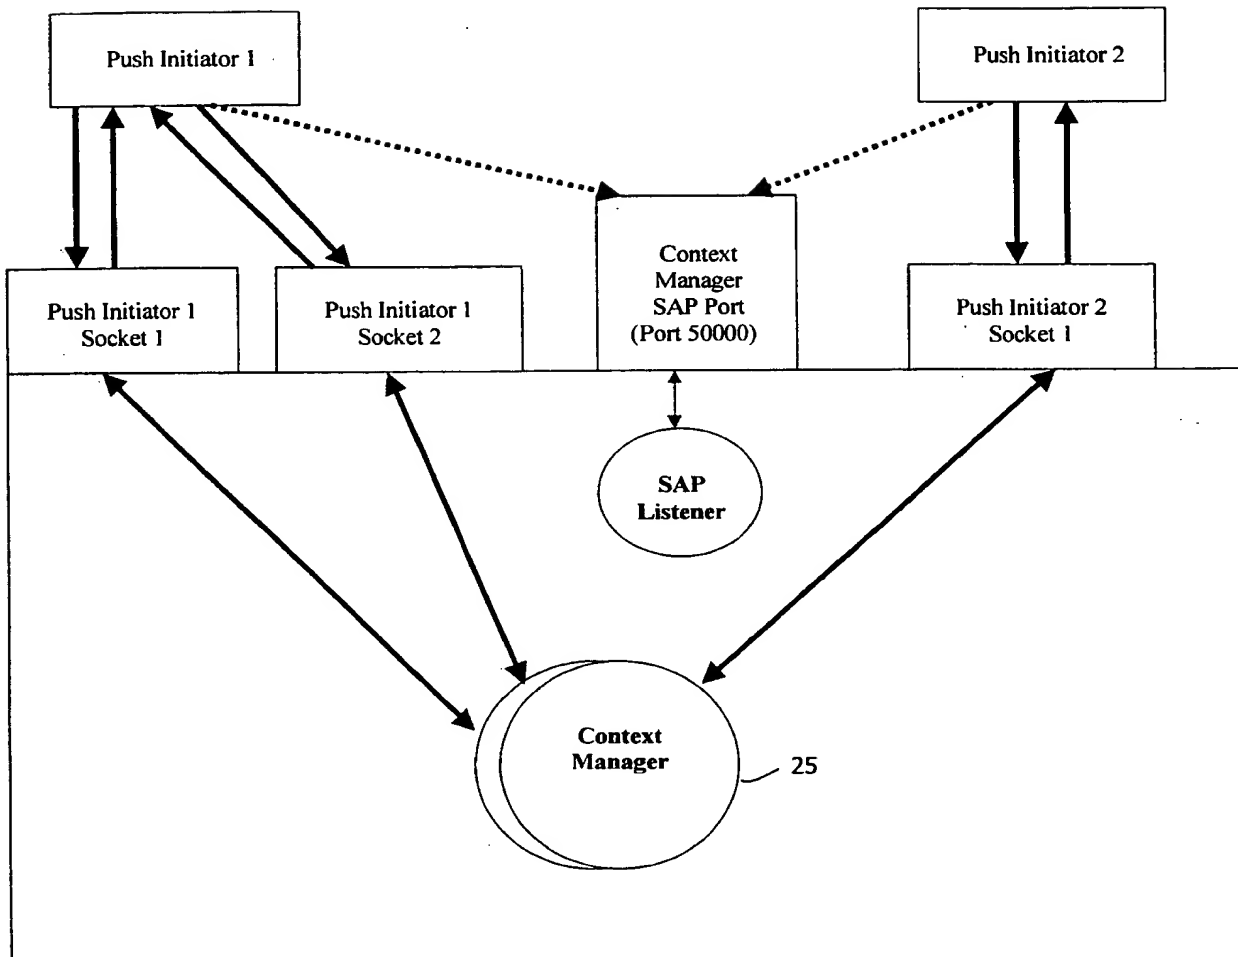 Push Initiator 1
Push Initiator 2
Context
Manager
SAP Port
(Port 50000)
Push Initiator 1
Socket 1
Push Initiator 1
Socket 2
Push Initiator 2
Socket 1
SAP
Listener
Context
Manager
25